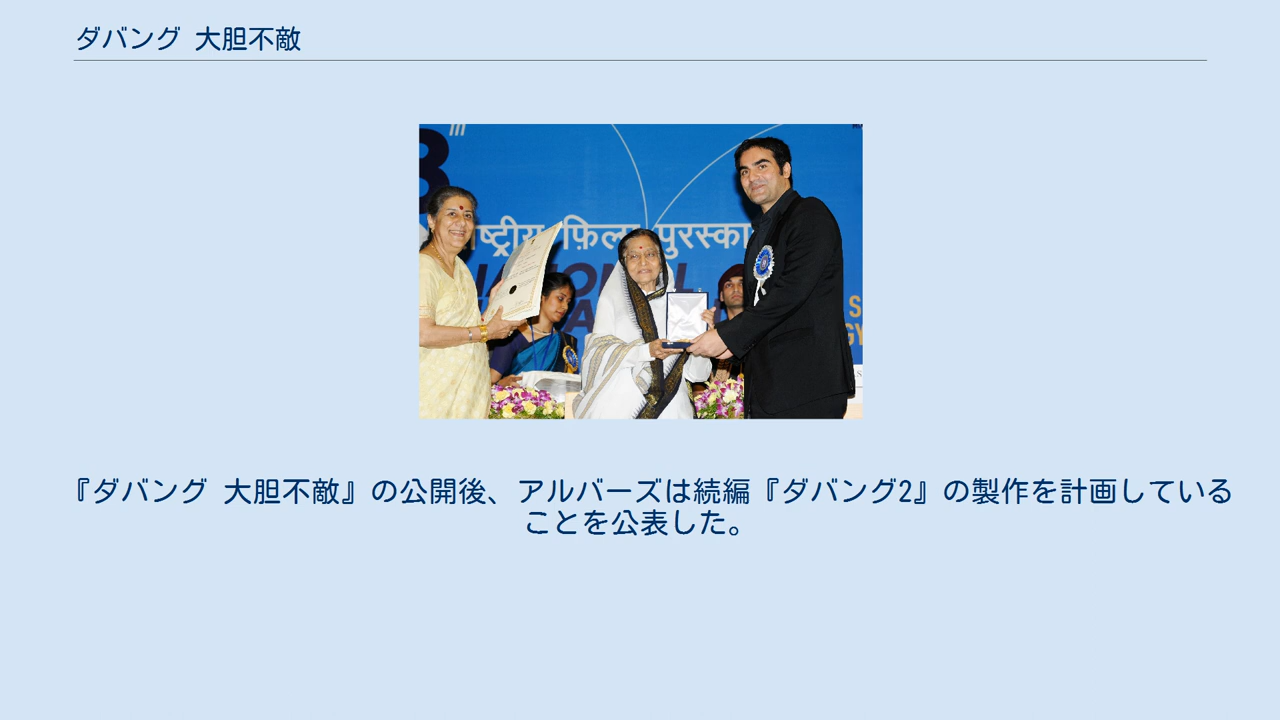 ダバング 大胆不敵
राष्ट्रीय फ़िल्म पुरस्का
NATIONAL
『ダバング 大胆不敵』の公開後、アルバーズは続編『ダバング2』の製作を計画している
ことを公表した。